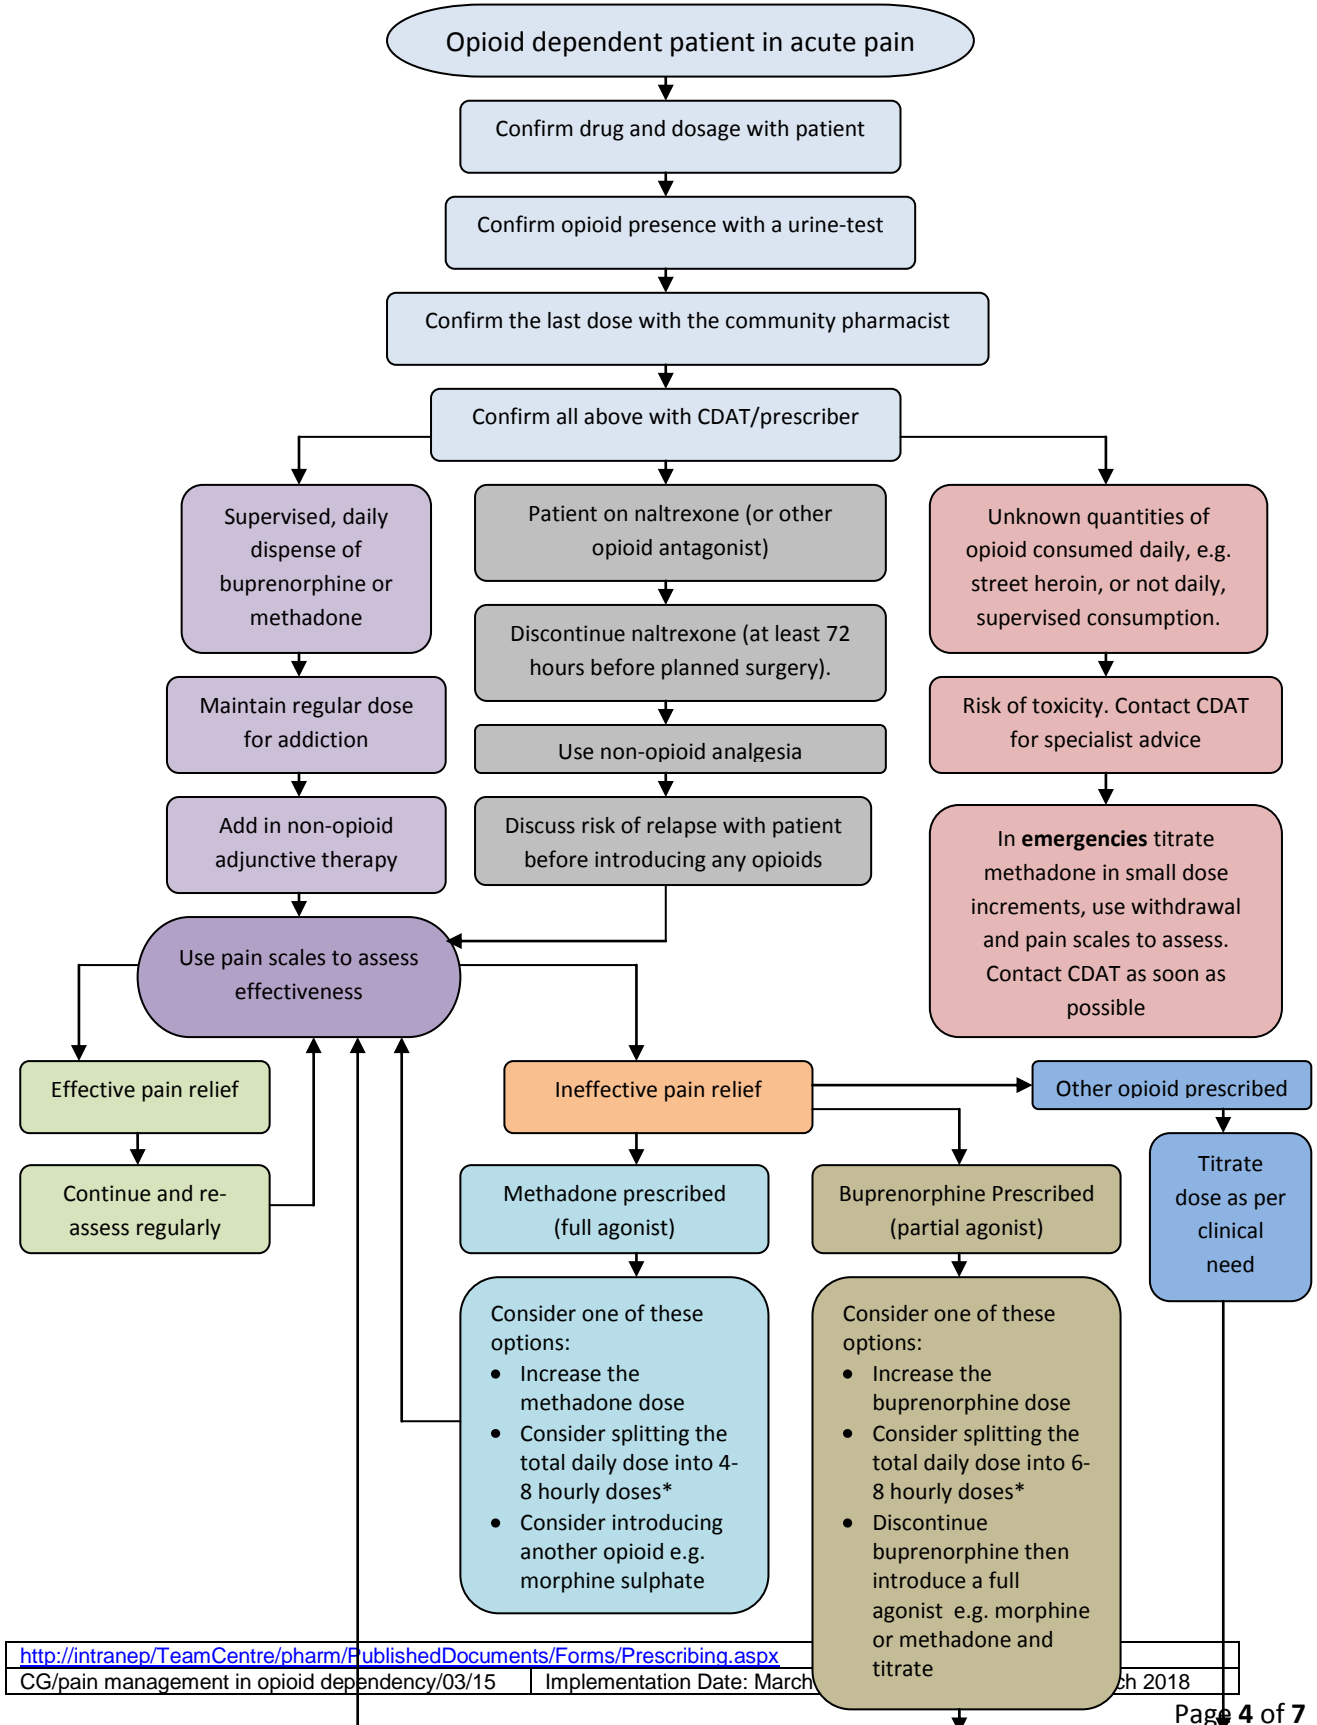 Opioid dependent patient in acute pain
Confirm drug and dosage with patient
Confirm opioid presence with a urine-test
Confirm the last dose with the community pharmacist
Confirm all above with CDAT/prescriber
Supervised, daily
dispense of
buprenorphine or
methadone
Maintain regular dose
for addiction
Add in non-opioid
adjunctive therapy
Patient on naltrexone (or other
opioid antagonist)
Discontinue naltrexone (at least 72
hours before planned surgery).
Use non-opioid analgesia
Discuss risk of relapse with patient
before introducing any opioids
Unknown quantities of
opioid consumed daily, e.g.
street heroin, or not daily,
supervised consumption.
Risk of toxicity. Contact CDAT
for specialist advice
In emergencies titrate
methadone in small dose
increments, use withdrawal
and pain scales to assess.
Contact CDAT as soon as
possible
Use pain scales to assess
effectiveness
Effective pain relief
Continue and re-
assess regularly
Ineffective pain relief
Other opioid prescribed
Titrate
dose as per
clinical
need
Methadone prescribed
(full agonist)
Consider one of these
options:
• Increase the
methadone dose
• Consider splitting the
total daily dose into 4-
8 hourly doses*
• Consider introducing
another opioid e.g.
morphine sulphate
Buprenorphine Prescribed
(partial agonist)
Consider one of these
options:
• Increase the
buprenorphine dose
• Consider splitting the
total daily dose into 6-
8 hourly doses*
• Discontinue
buprenorphine then
introduce a full
agonist e.g. morphine
or methadone and
titrate
http://intranep/TeamCentre/pharm/PublishedDocuments/Forms/Prescribing.aspx
CG/pain management in opioid dependency/03/15 Implementation Date: March 2018
Page 4 of 7